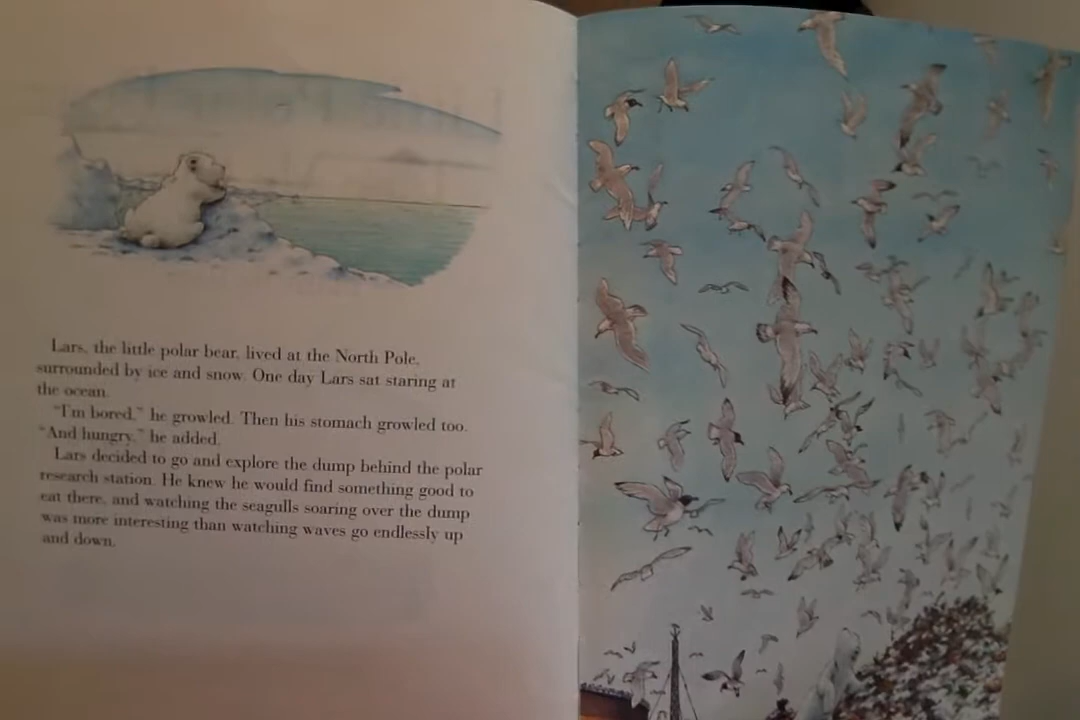 Lars, the little polar bear, lived at the North Pole,
surrounded by ice and snow. One day Lars sat staring at
the ocean.
"I'm bored," he growled. Then his stomach growled too.
"And hungry," he added.
Lars decided to go and explore the dump behind the polar
research station. He knew he would find something good to
eat there, and watching the seagulls soaring over the dump
was more interesting than watching waves go endlessly up
and down.